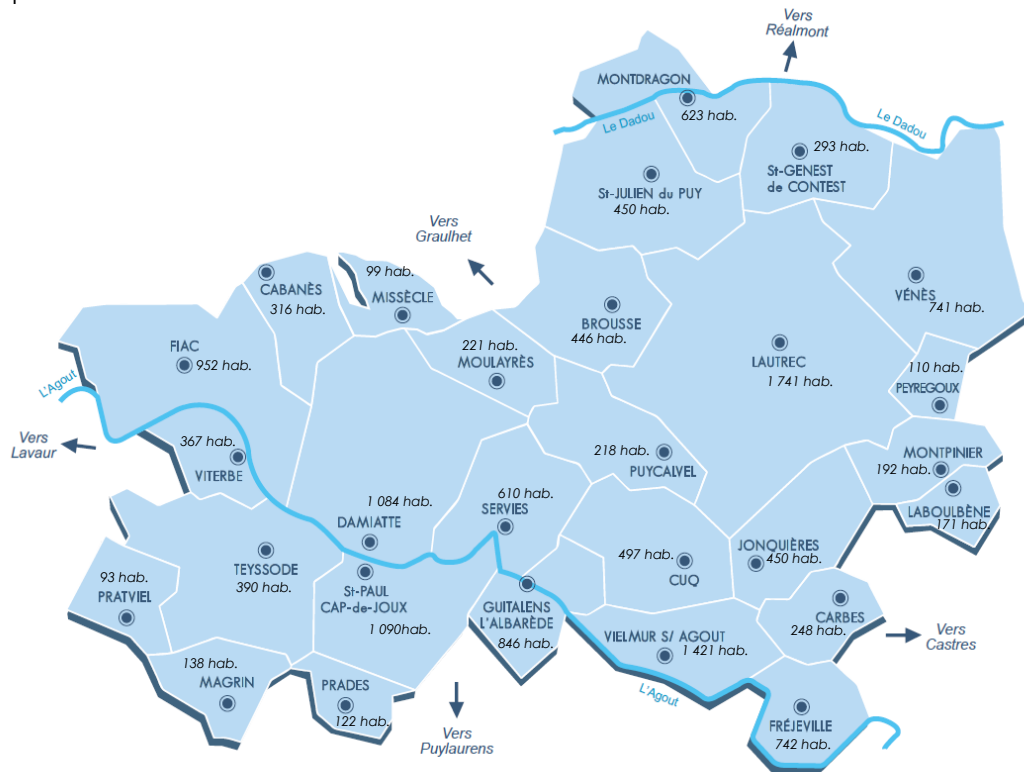 Vers
Réalmont
MONTDRAGON
623 hab.
Le Dadou
Le Dadou
293 hab.
St-GENEST
de CONTEST
St-JULIEN du PUY
450 hab.
Vers
Graulhet
99 hab.
MISSÈCLE
CABANÈS
316 hab.
VÉNÈS
741 hab.
BROUSSE
446 hab.
FIAC
952 hab.
221 hab.
MOULAYRÈS
LAUTREC
1 741 hab.
110 hab.
PEYREGOUX
L'Agout
Vers
Lavaur
367 hab.
VITERBE
218 hab.
PUYCALVEL
MONTPINIER
192 hab.
LABOULBÈNE
171 hab.
1 084 hab.
DAMIATTE
610 hab.
SERVIES
TEYSSODE
390 hab.
497 hab.
CUQ
JONQUIÈRES
450 hab.
93 hab.
PRATVIEL
St-PAUL
CAP-de-JOUX
1 090hab.
GUITALENS
L'ALBARÈDE
846 hab.
CARBES
248 hab.
Vers
Castres
VIELMUR S/ AGOUT
1 421 hab.
138 hab.
MAGRIN
PRADES
122 hab.
L'Agout
Vers
Puylaurens
FRÉJEVILLE
742 hab.